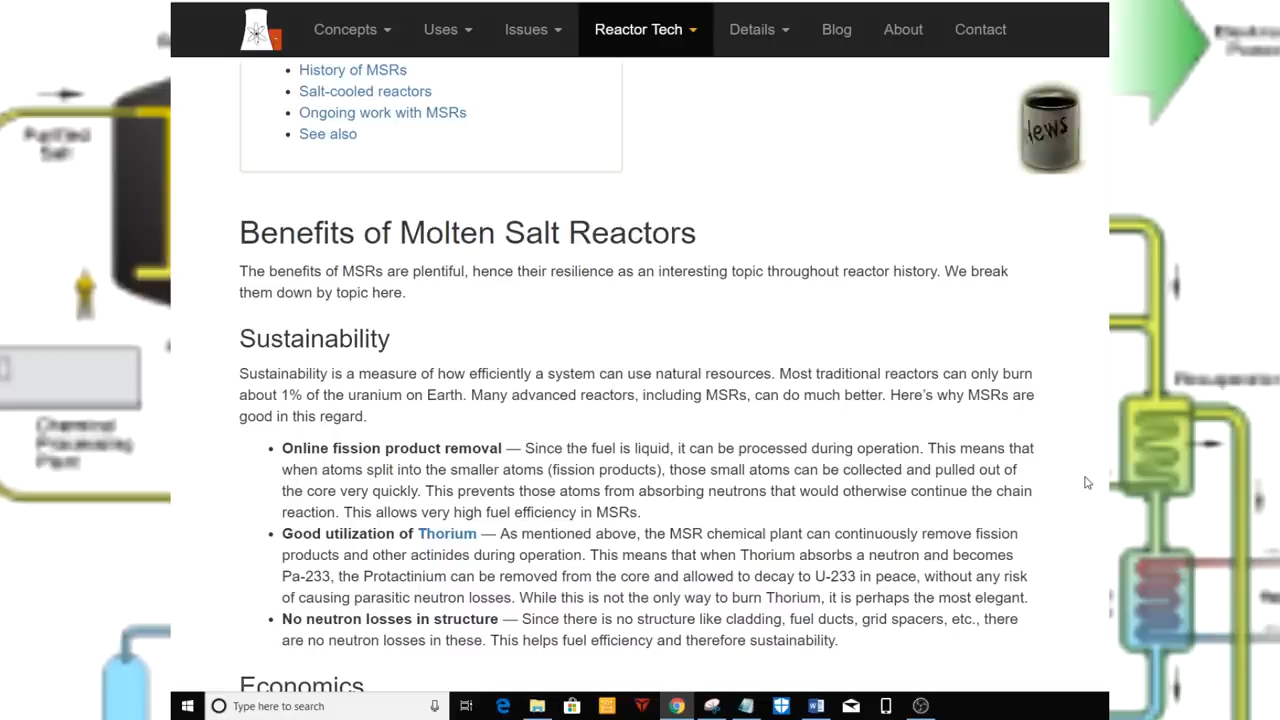 Concepts Uses Issues Reactor Tech Details Blog About Contact
History of MSRs
Salt-cooled reactors
Ongoing work with MSRs
See also
News
Benefits of Molten Salt Reactors
The benefits of MSRs are plentiful, hence their resilience as an interesting topic throughout reactor history. We break
them down by topic here.
Sustainability
Sustainability is a measure of how efficiently a system can use natural resources. Most traditional reactors can only burn
about 1% of the uranium on Earth. Many advanced reactors, including MSRs, can do much better. Here’s why MSRs are
good in this regard.
• Online fission product removal — Since the fuel is liquid, it can be processed during operation. This means that
when atoms split into the smaller atoms (fission products), those small atoms can be collected and pulled out of
the core very quickly. This prevents those atoms from absorbing neutrons that would otherwise continue the chain
reaction. This allows very high fuel efficiency in MSRs.
• Good utilization of Thorium — As mentioned above, the MSR chemical plant can continuously remove fission
products and other actinides during operation. This means that when Thorium absorbs a neutron and becomes
Pa-233, the Protactinium can be removed from the core and allowed to decay to U-233 in peace, without any risk
of causing parasitic neutron losses. While this is not the only way to burn Thorium, it is perhaps the most elegant.
• No neutron losses in structure — Since there is no structure like cladding, fuel ducts, grid spacers, etc., there
are no neutron losses in these. This helps fuel efficiency and therefore sustainability.
Economics
Purified
Salt
Chemical
Processing
Plant
Type here to search